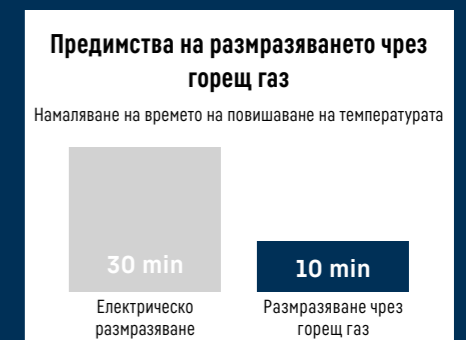 Предимства на размразяването чрез
горещ газ
Намаляване на времето на повишаване на температурата
30 min
10 min
Електрическо
размразяване
Размразяване чрез
горещ газ